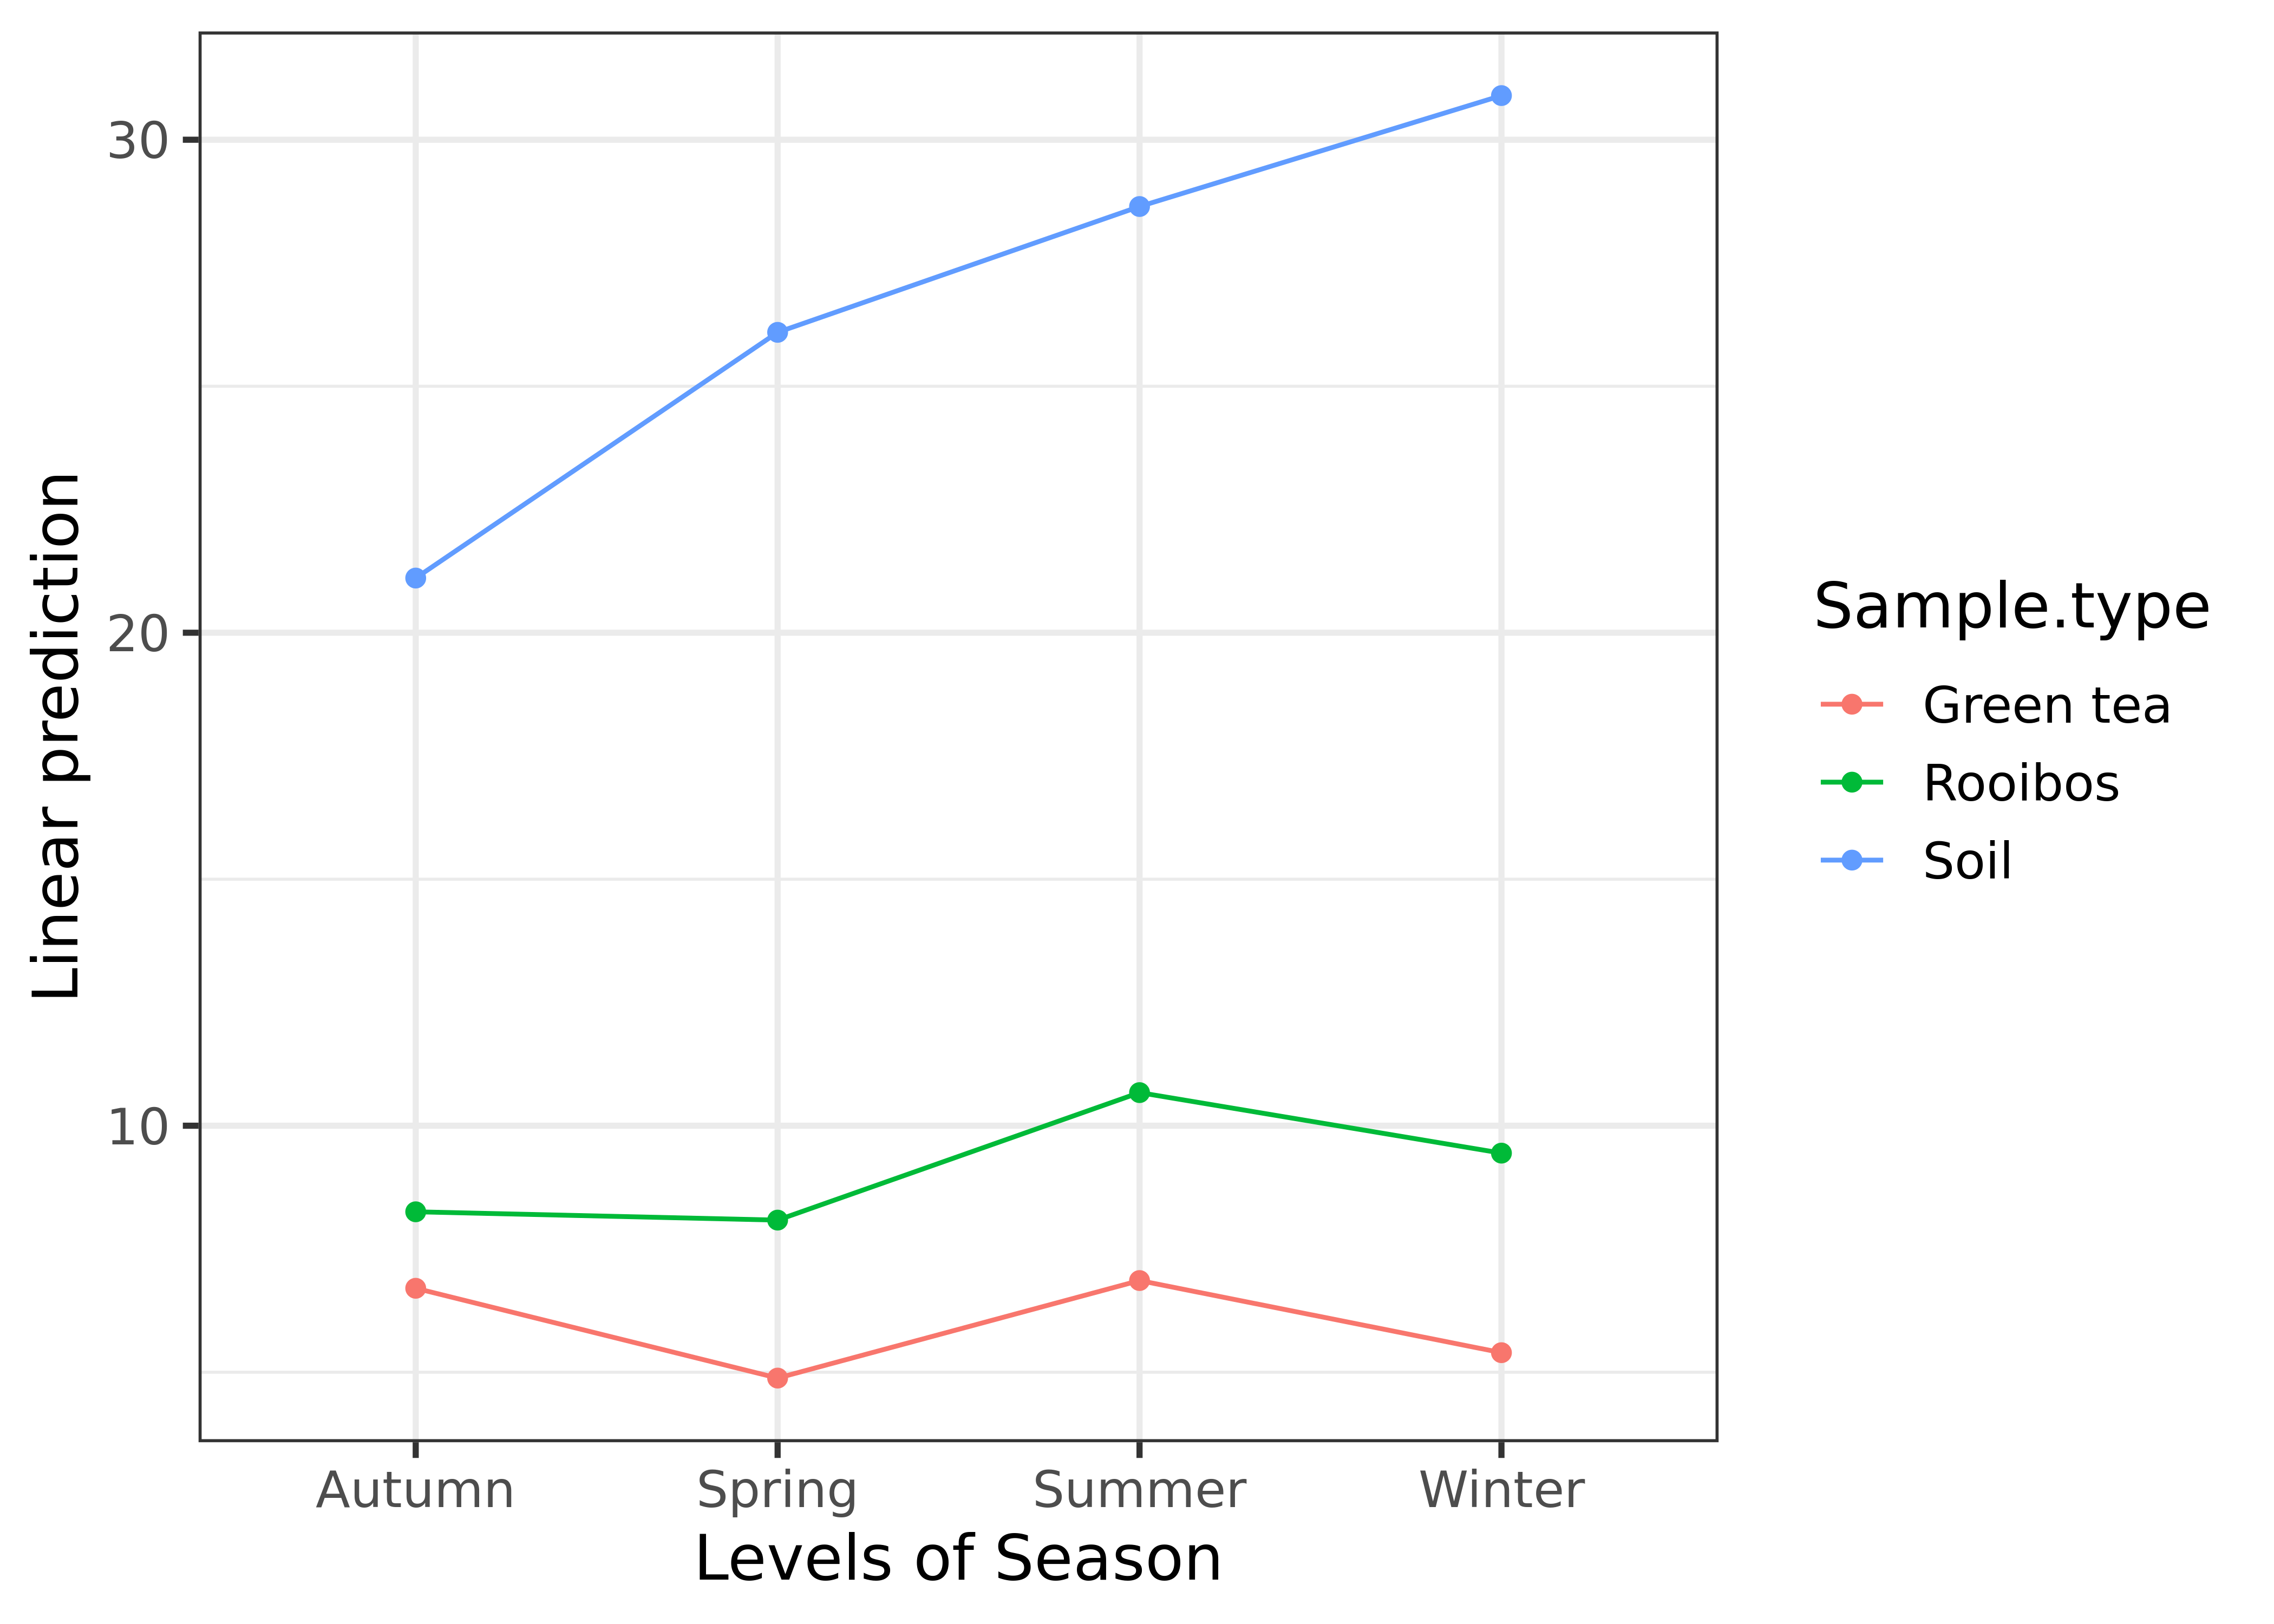 Linear prediction
30
20
10
Autumn Spring Summer Winter
Levels of Season
Sample.type
Green tea
Rooibos
Soil